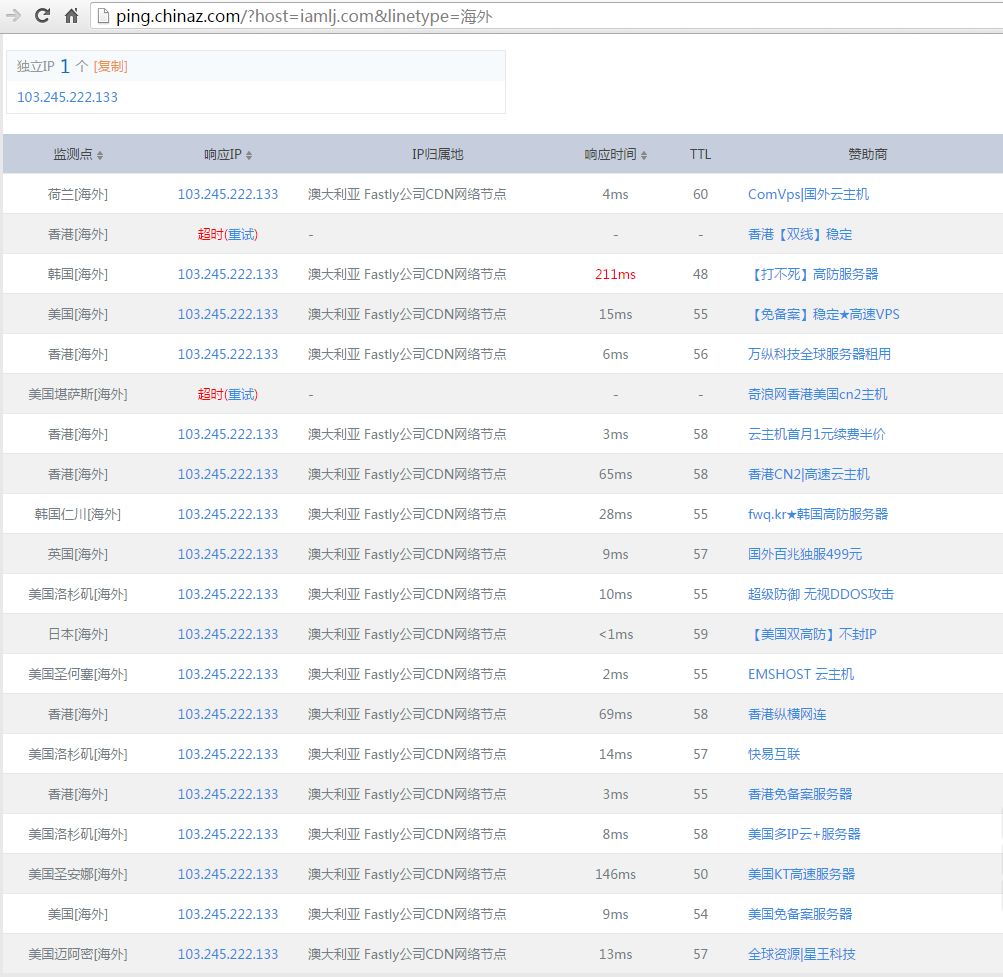 ping.chinaz.com/?host=iamlj.com&linetype=海外
独立IP 1 个 [复制]
103.245.222.133
监测点 响应IP IP归属地 响应时间 TTL 赞助商
荷兰[海外] 103.245.222.133 澳大利亚 Fastly公司CDN网络节点 4ms 60 ComVps|国外云主机
香港[海外] 超时(重试) - - - 香港【双线】稳定
韩国[海外] 103.245.222.133 澳大利亚 Fastly公司CDN网络节点 211ms 48 【打不死】高防服务器
美国[海外] 103.245.222.133 澳大利亚 Fastly公司CDN网络节点 15ms 55 【免备案】稳定★高速VPS
香港[海外] 103.245.222.133 澳大利亚 Fastly公司CDN网络节点 6ms 56 万纵科技全球服务器租用
美国堪萨斯[海外] 超时(重试) - - - 奇浪网香港美国cn2主机
香港[海外] 103.245.222.133 澳大利亚 Fastly公司CDN网络节点 3ms 58 云主机首月1元续费半价
香港[海外] 103.245.222.133 澳大利亚 Fastly公司CDN网络节点 65ms 58 香港CN2|高速云主机
韩国仁川[海外] 103.245.222.133 澳大利亚 Fastly公司CDN网络节点 28ms 55 fwq.kr★韩国高防服务器
英国[海外] 103.245.222.133 澳大利亚 Fastly公司CDN网络节点 9ms 57 国外百兆独服499元
美国洛杉矶[海外] 103.245.222.133 澳大利亚 Fastly公司CDN网络节点 10ms 55 超级防御 无视DDOS攻击
日本[海外] 103.245.222.133 澳大利亚 Fastly公司CDN网络节点 <1ms 59 【美国双高防】不封IP
美国圣何塞[海外] 103.245.222.133 澳大利亚 Fastly公司CDN网络节点 2ms 55 EMSHOST 云主机
香港[海外] 103.245.222.133 澳大利亚 Fastly公司CDN网络节点 69ms 58 香港纵横网连
美国洛杉矶[海外] 103.245.222.133 澳大利亚 Fastly公司CDN网络节点 14ms 57 快易互联
香港[海外] 103.245.222.133 澳大利亚 Fastly公司CDN网络节点 3ms 55 香港免备案服务器
美国洛杉矶[海外] 103.245.222.133 澳大利亚 Fastly公司CDN网络节点 8ms 58 美国多IP云+服务器
美国圣安娜[海外] 103.245.222.133 澳大利亚 Fastly公司CDN网络节点 146ms 50 美国KT高速服务器
美国[海外] 103.245.222.133 澳大利亚 Fastly公司CDN网络节点 9ms 54 美国免备案服务器
美国迈阿密[海外] 103.245.222.133 澳大利亚 Fastly公司CDN网络节点 13ms 57 全球资源|星王科技